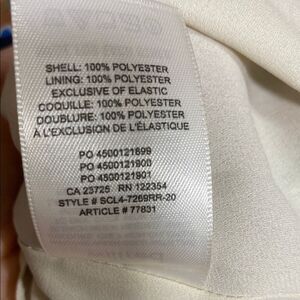 SHELL: 100% POLYESTER
LINING: 100% POLYESTER
EXCLUSIVE OF ELASTIC
COQUILLE: 100% POLYESTER
DOUBLURE: 100% POLYESTER
À L'EXCLUSION DE L'ÉLASTIQUE
PO 4500121899
PO 4500121900
PO 4500121901
CA 23725 RN 122354
STYLE # SCL4-7269RR-20
ARTICLE # 77831